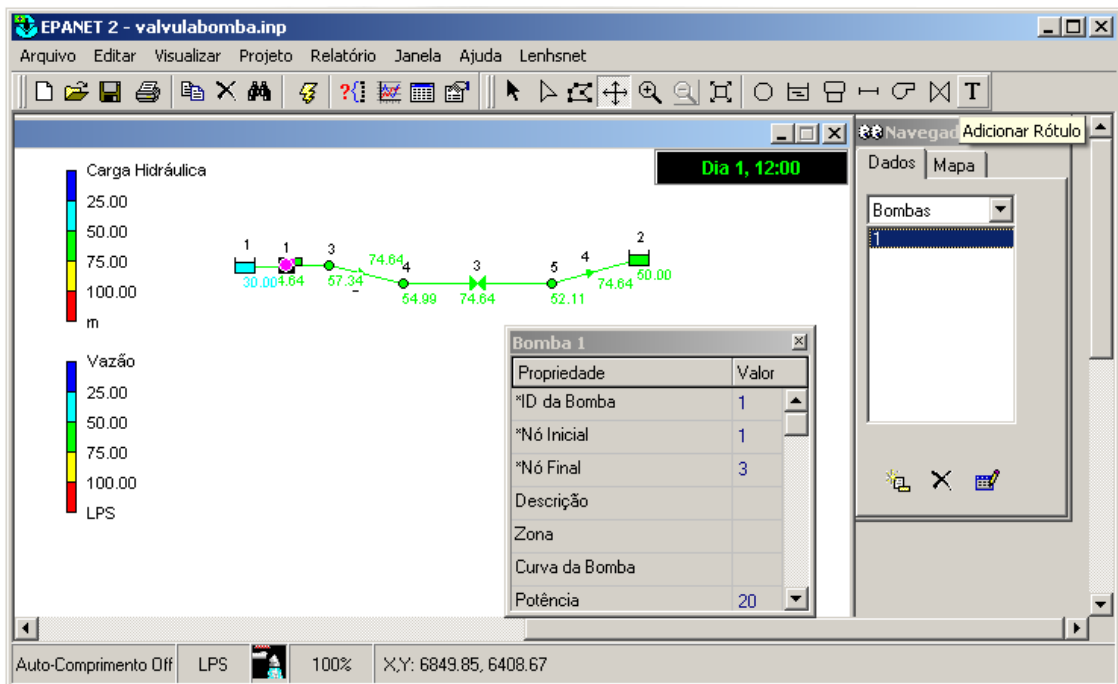 EPANET 2 - valvulabomba.inp
Arquivo Editar Visualizar Projeto Relatório Janela Ajuda Lenhsnet
T
Adicionar Rótulo
Navegad
Dia 1, 12:00
Dados Mapa
Bombas
1
Carga Hidráulica
25.00
50.00
75.00
100.00
m
1 1 3 74.64 4 3 5 4 2
30.00 4.64 57.34 54.99 74.64 52.11 74.64 50.00
Vazão
25.00
50.00
75.00
100.00
LPS
Bomba 1
Propriedade Valor
*ID da Bomba 1
*Nó Inicial 1
*Nó Final 3
Descrição
Zona
Curva da Bomba
Potência 20
Auto-Comprimento Off LPS 100% X,Y: 6849.85, 6408.67